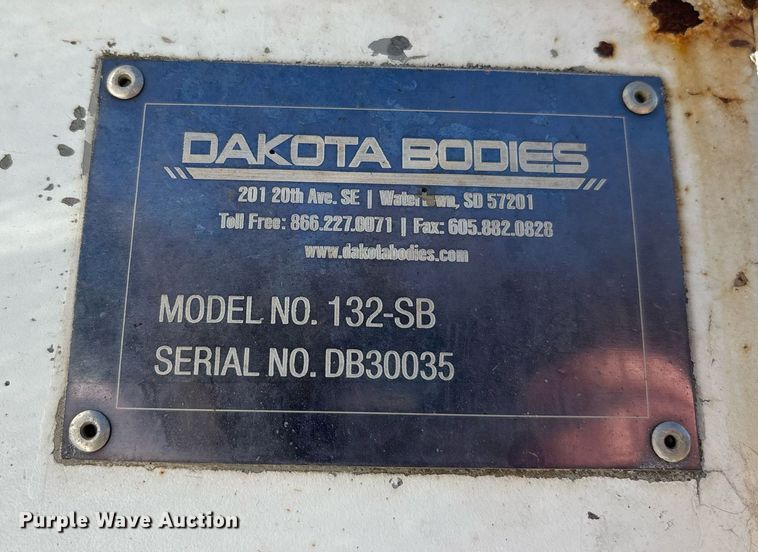 DAKOTA BODIES
201 20th Ave. SE | Watertown, SD 57201
Toll Free: 866.227.0071 | Fax: 605.882.0828
www.dakotabodies.com
MODEL NO. 132-SB
SERIAL NO. DB30035
Purple Wave Auction